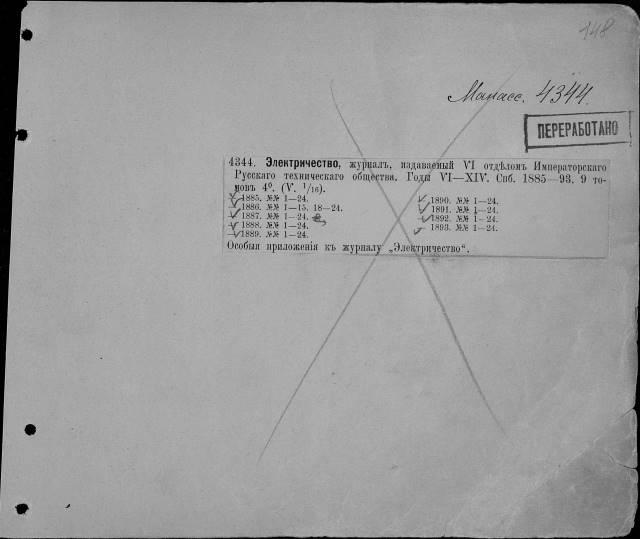 148
Манасс. 4344.
ПЕРЕРАБОТАНО
4344. Электричество, журналъ, издаваемый VI отдѣломъ Императорскаго
Русскаго техническаго общества. Годы VI—XIV. Спб. 1885—93. 9 то-
мовъ 4⁰. (V. 1/16).
1885. №№ 1—24.
1886. №№ 1—15. 18—24.
1887. №№ 1—24.
1888. №№ 1—24.
1889. №№ 1—24.
1890. №№ 1—24.
1891. №№ 1—24.
1892. №№ 1—24.
1893. №№ 1—24.
Особыя приложенія къ журналу „Электричество“.